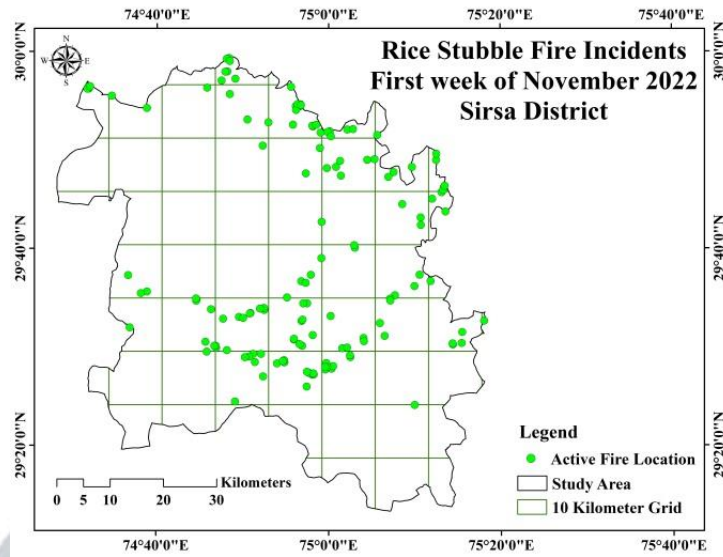 74°40'0"E 75°0'0"E 75°20'0"E 75°40'0"E
Rice Stubble Fire Incidents
First week of November 2022
Sirsa District
N
W E
S
30°0'0"N 30°0'0"N
29°40'0"N 29°40'0"N
29°20'0"N 29°20'0"N
Legend
Active Fire Location
Study Area
10 Kilometer Grid
Kilometers
0 5 10 20 30
74°40'0"E 75°0'0"E 75°20'0"E 75°40'0"E